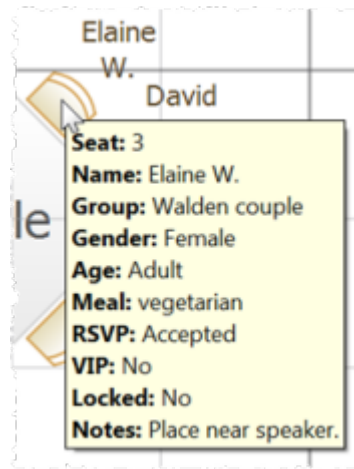 Elaine
W.
David
le
Seat: 3
Name: Elaine W.
Group: Walden couple
Gender: Female
Age: Adult
Meal: vegetarian
RSVP: Accepted
VIP: No
Locked: No
Notes: Place near speaker.